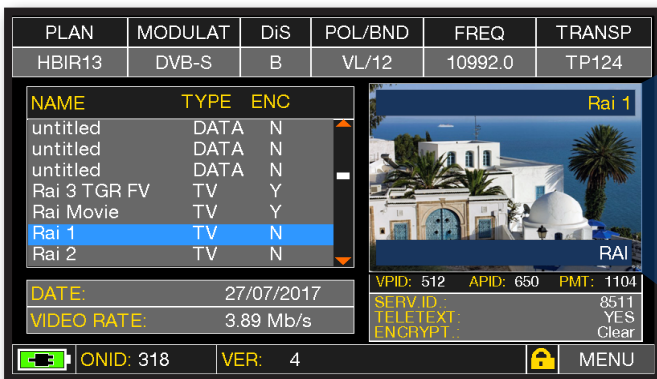 PLAN MODULAT DiS POL/BND FREQ TRANSP
HBIR13 DVB-S B VL/12 10992.0 TP124
NAME TYPE ENC
untitled DATA N
untitled DATA N
untitled DATA N
Rai 3 TGR FV TV Y
Rai Movie TV Y
Rai 1 TV N
Rai 2 TV N
Rai 1
RAI
VPID: 512 APID: 650 PMT: 1104
SERV.ID.: 8511
TELETEXT: YES
ENCRYPT.: Clear
DATE: 27/07/2017
VIDEO RATE: 3.89 Mb/s
ONID: 318 VER: 4 MENU